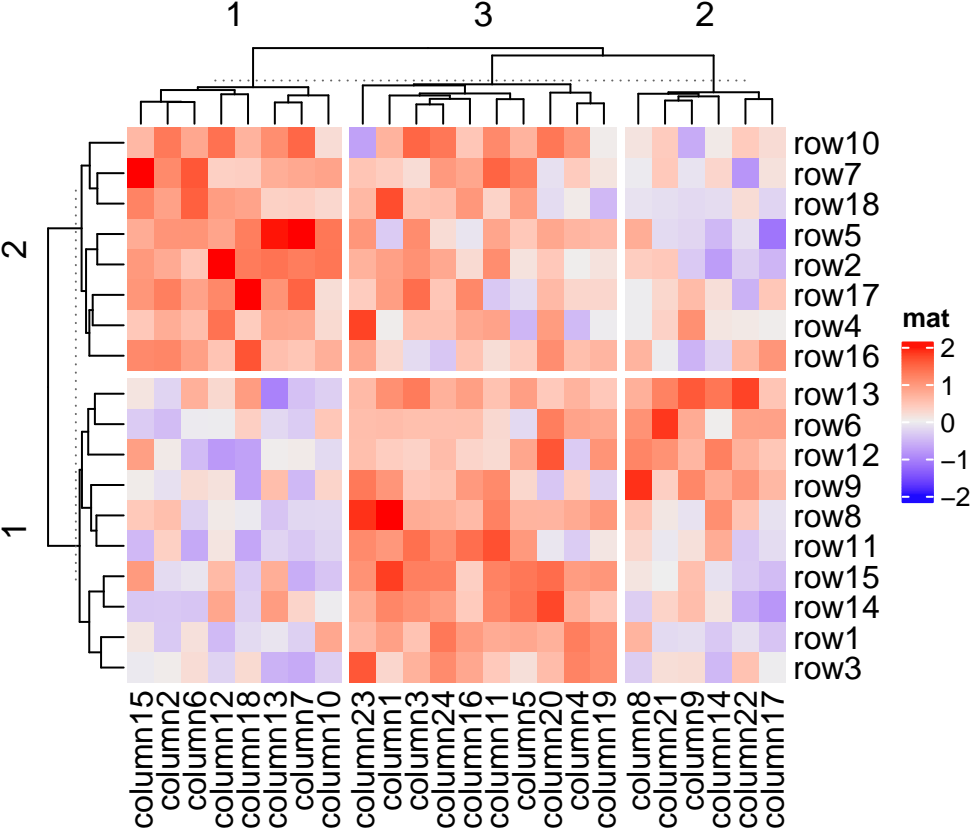 1 3 2
2
1
row10
row7
row18
row5
row2
row17
row4
row16
row13
row6
row12
row9
row8
row11
row15
row14
row1
row3
column15
column2
column6
column12
column18
column13
column7
column10
column23
column1
column3
column24
column16
column11
column5
column20
column4
column19
column8
column21
column9
column14
column22
column17
mat
2
1
0
−1
−2